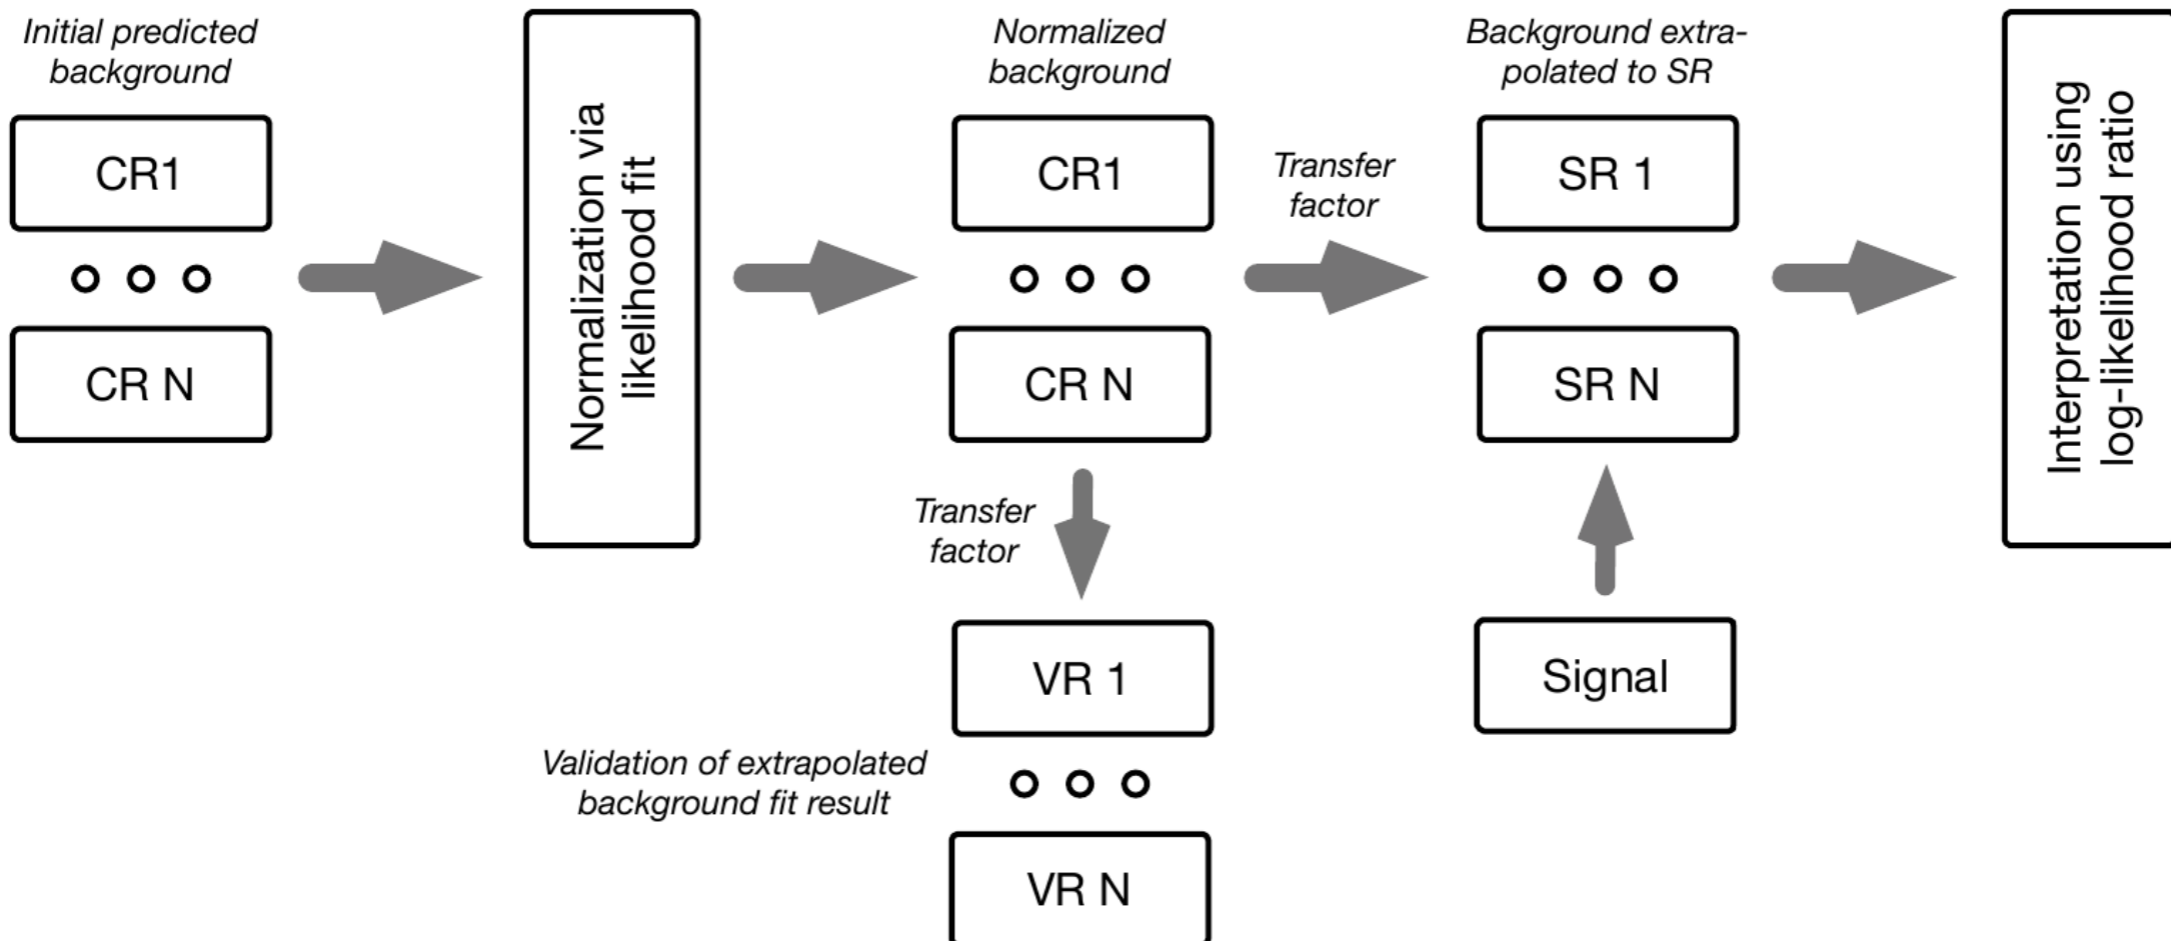 Initial predicted
background
CR1
CR N
Normalization via
likelihood fit
Normalized
background
CR1
CR N
Transfer
factor
Background extra-
polated to SR
SR 1
SR N
Interpretation using
log-likelihood ratio
Transfer
factor
VR 1
Validation of extrapolated
background fit result
VR N
Signal